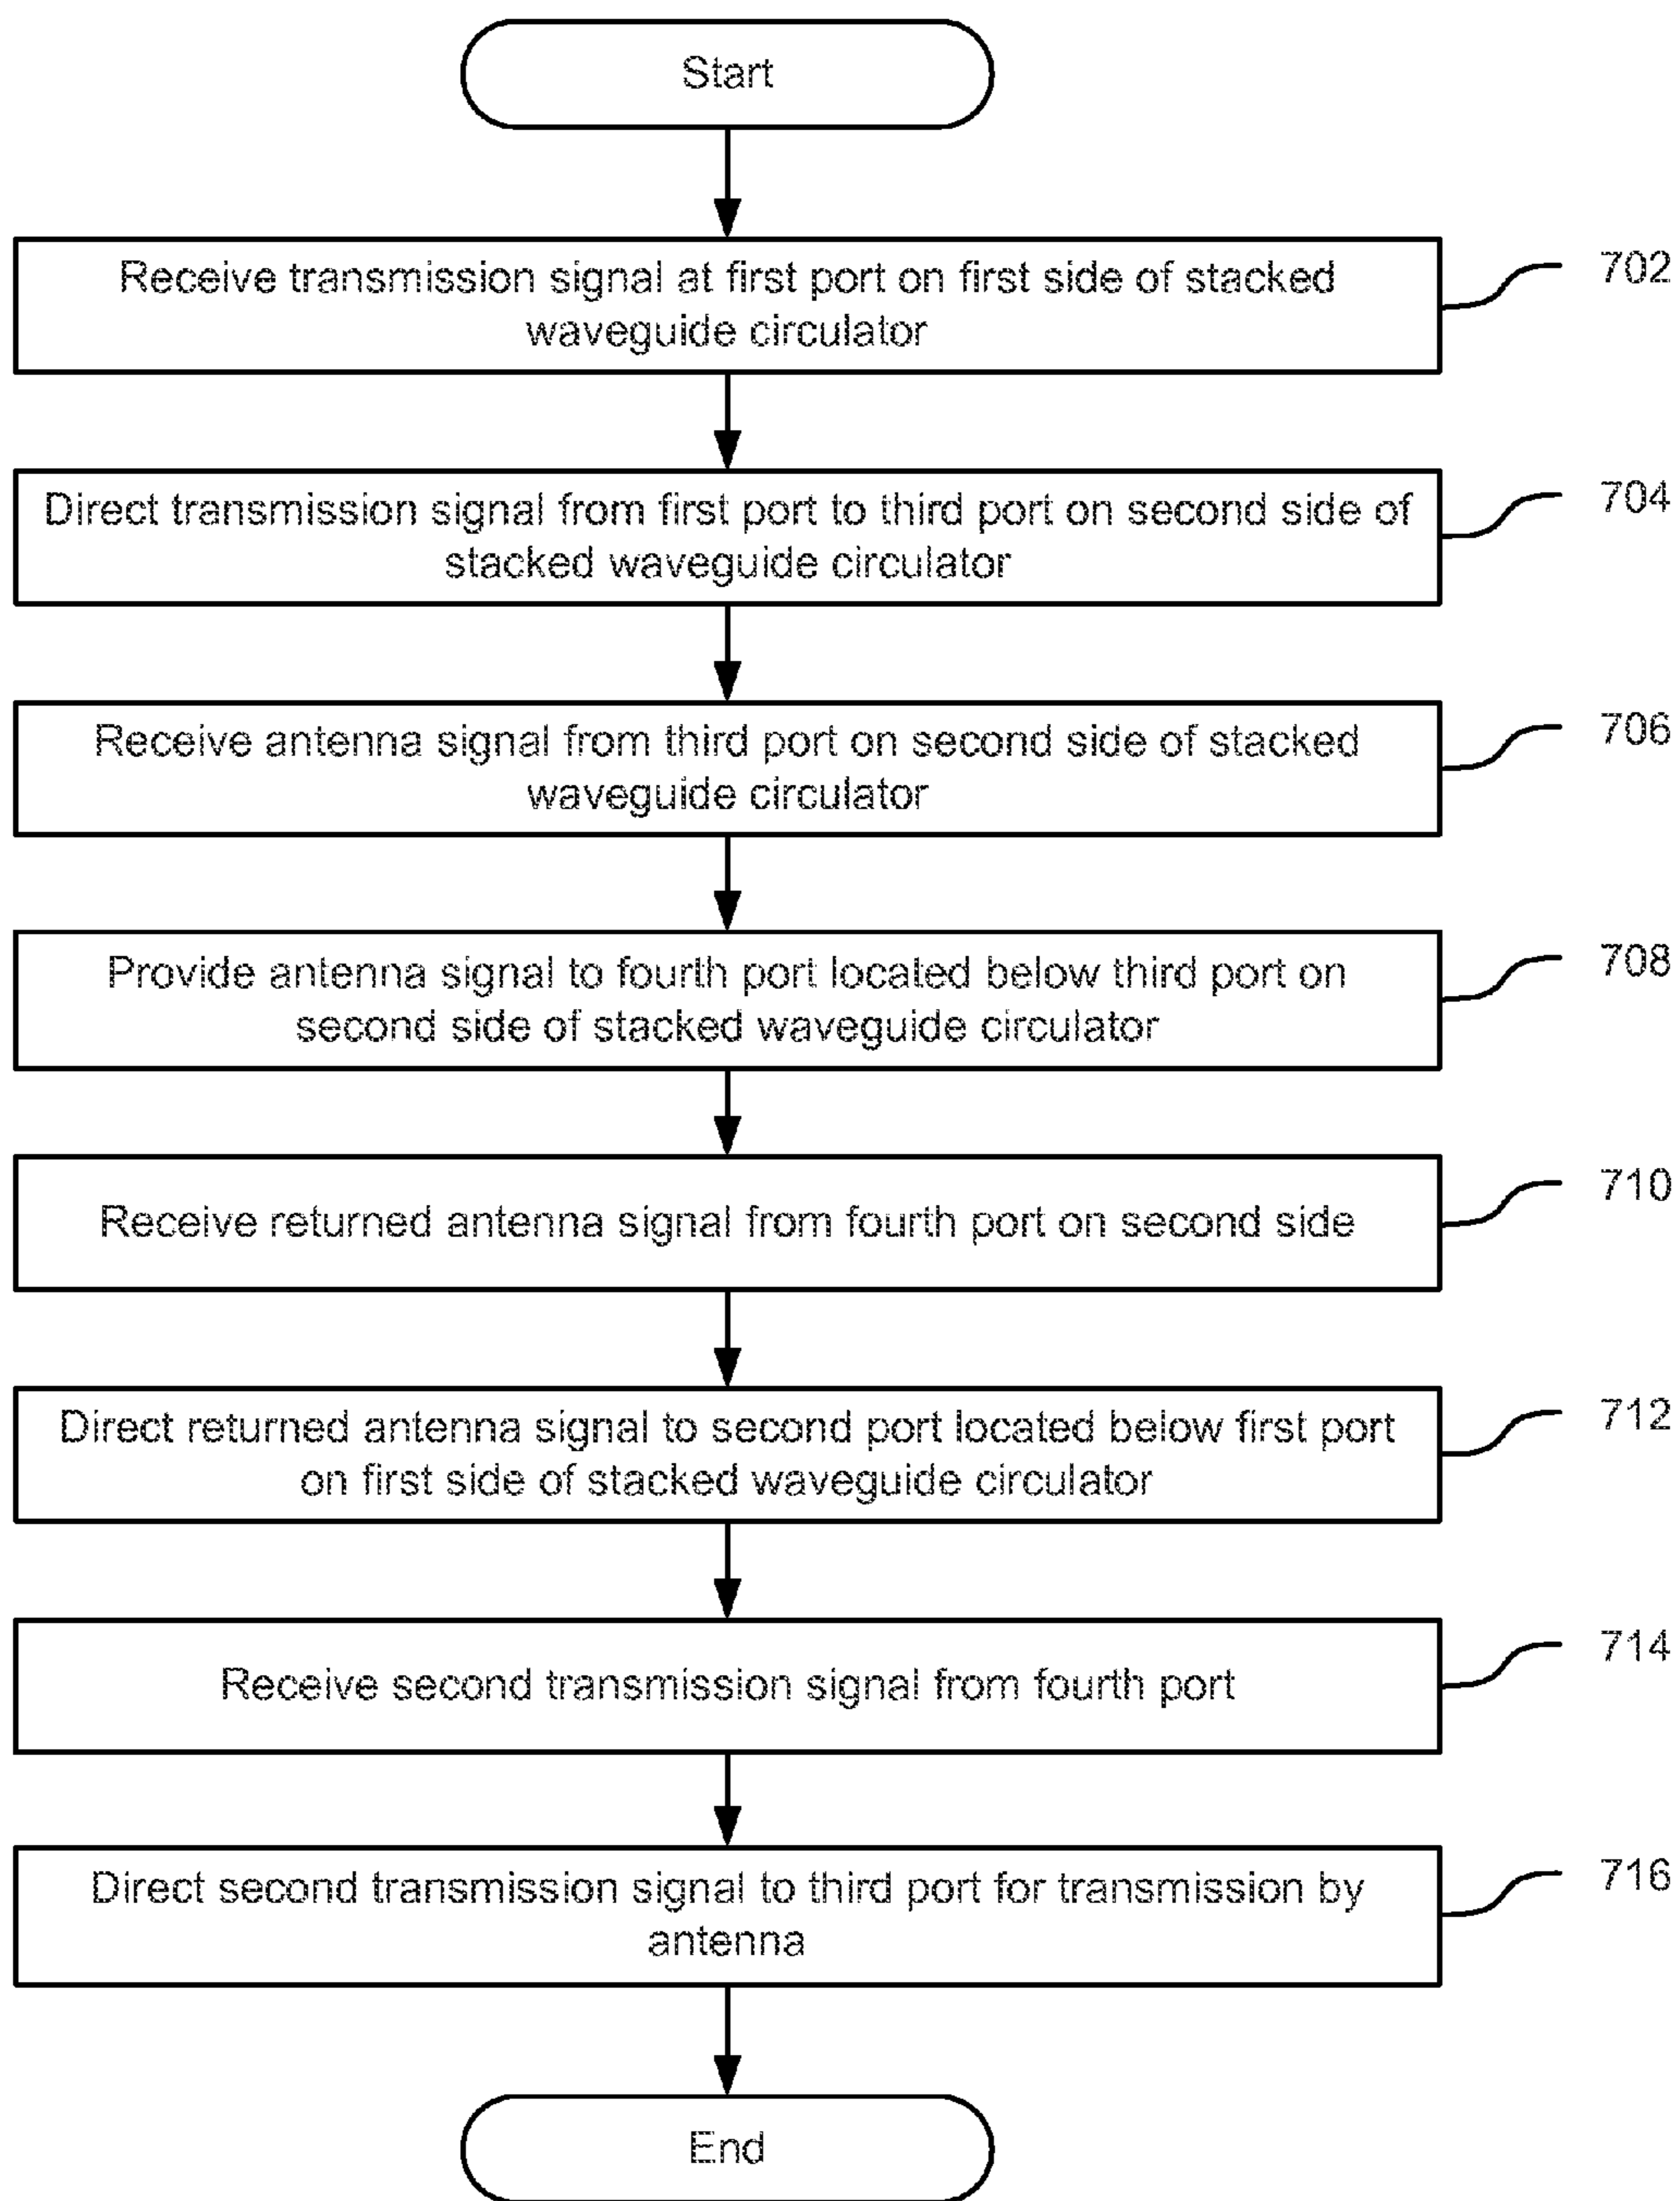 Start
Receive transmission signal at first port on first side of stacked
waveguide circulator
702
Direct transmission signal from first port to third port on second side of
stacked waveguide circulator
704
Receive antenna signal from third port on second side of stacked
waveguide circulator
706
Provide antenna signal to fourth port located below third port on
second side of stacked waveguide circulator
708
Receive returned antenna signal from fourth port on second side
710
Direct returned antenna signal to second port located below first port
on first side of stacked waveguide circulator
712
Receive second transmission signal from fourth port
714
Direct second transmission signal to third port for transmission by
antenna
716
End